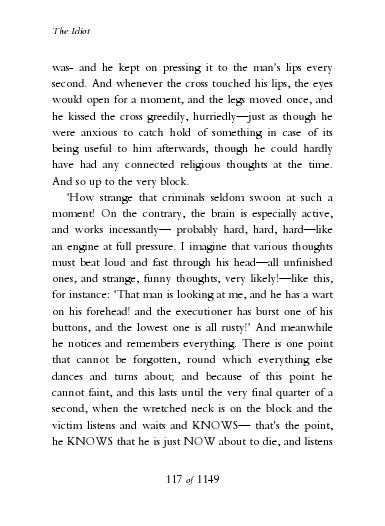 The Idiot
was- and he kept on pressing it to the man's lips every
second. And whenever the cross touched his lips, the eyes
would open for a moment, and the legs moved once, and
he kissed the cross greedily, hurriedly—just as though he
were anxious to catch hold of something in case of its
being useful to him afterwards, though he could hardly
have had any connected religious thoughts at the time.
And so up to the very block.
'How strange that criminals seldom swoon at such a
moment! On the contrary, the brain is especially active,
and works incessantly— probably hard, hard, hard—like
an engine at full pressure. I imagine that various thoughts
must beat loud and fast through his head—all unfinished
ones, and strange, funny thoughts, very likely!—like this,
for instance: 'That man is looking at me, and he has a wart
on his forehead! and the executioner has burst one of his
buttons, and the lowest one is all rusty!' And meanwhile
he notices and remembers everything. There is one point
that cannot be forgotten, round which everything else
dances and turns about; and because of this point he
cannot faint, and this lasts until the very final quarter of a
second, when the wretched neck is on the block and the
victim listens and waits and KNOWS— that's the point,
he KNOWS that he is just NOW about to die, and listens
117 of 1149